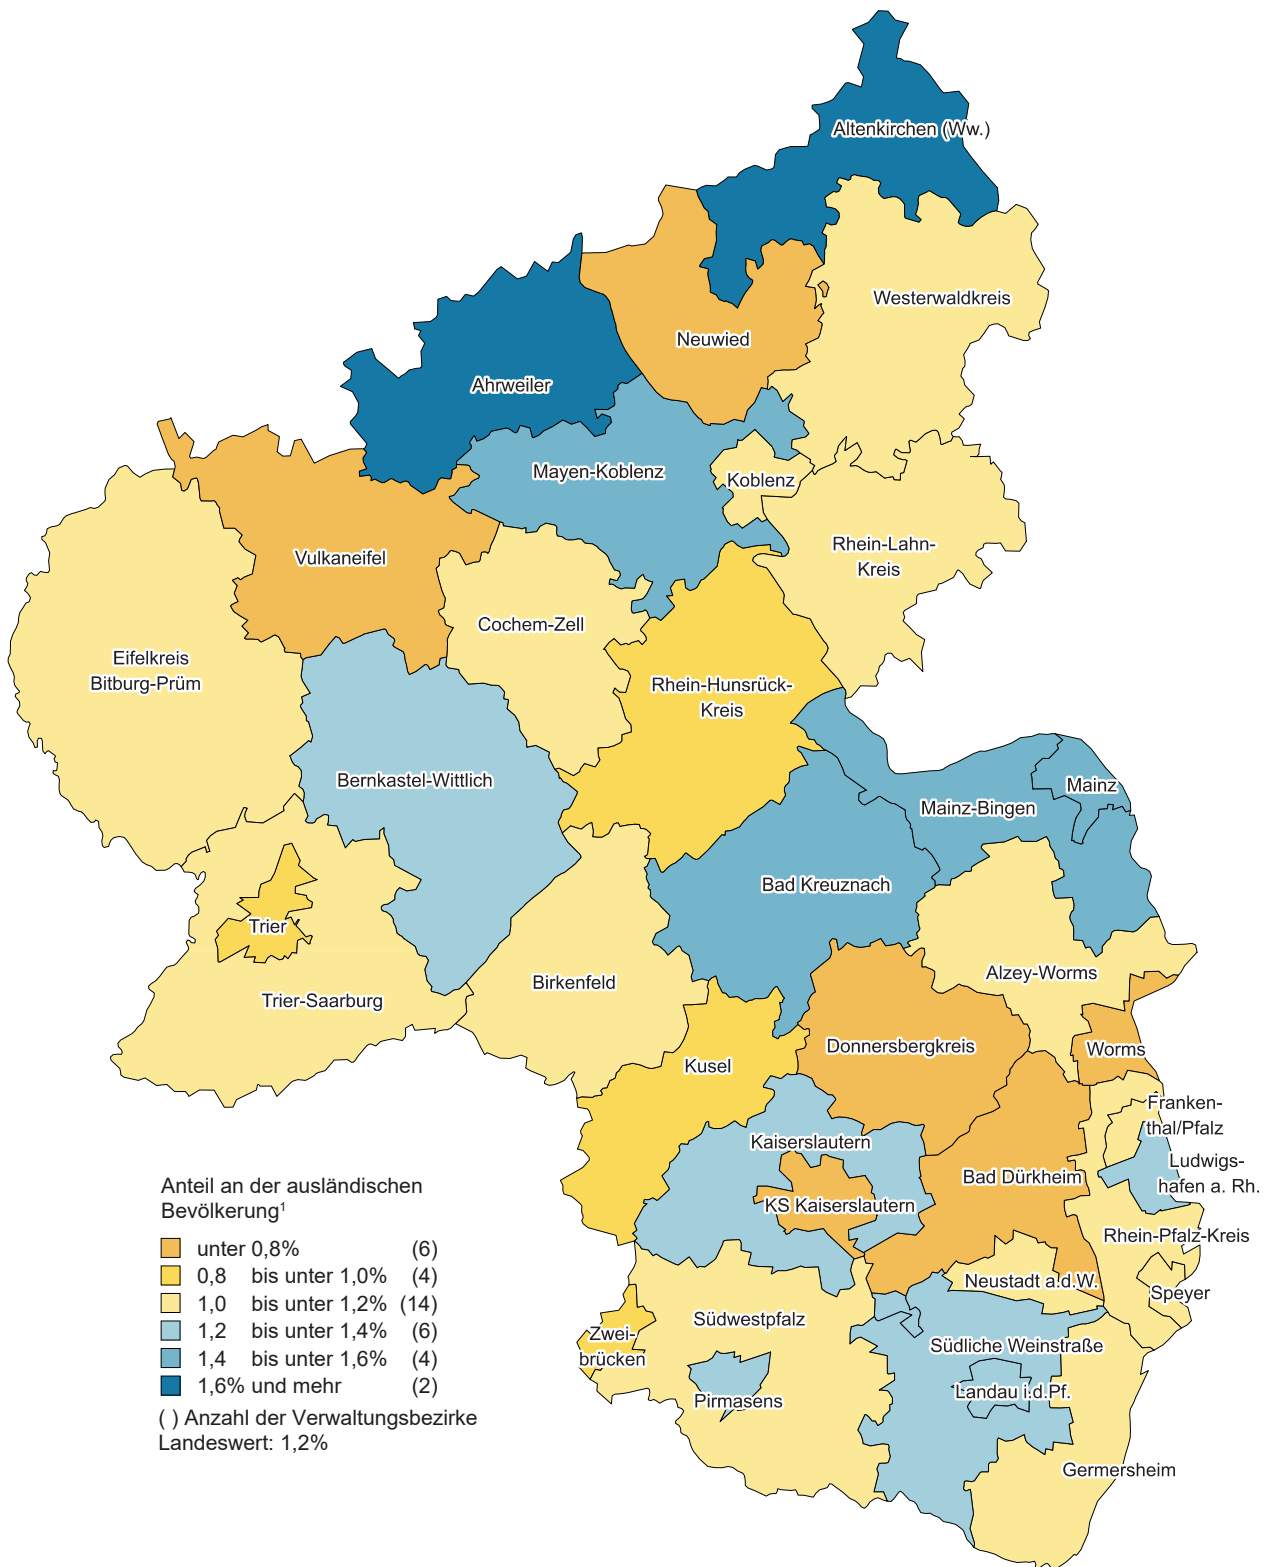 Altenkirchen (Ww.)
Westerwaldkreis
Neuwied
Ahrweiler
Mayen-Koblenz
Koblenz
Rhein-Lahn-
Kreis
Vulkaneifel
Cochem-Zell
Eifelkreis
Bitburg-Prüm
Rhein-Hunsrück-
Kreis
Bernkastel-Wittlich
Mainz
Mainz-Bingen
Bad Kreuznach
Trier
Trier-Saarburg
Birkenfeld
Alzey-Worms
Donnersbergkreis
Worms
Kusel
Franken-
thal/Pfalz
Kaiserslautern
Ludwigs-
hafen a. Rh.
Bad Dürkheim
KS Kaiserslautern
Rhein-Pfalz-Kreis
Neustadt a.d.W.
Speyer
Südwestpfalz
Zwei-
brücken
Südliche Weinstraße
Pirmasens
Landau i.d.Pf.
Germersheim
Anteil an der ausländischen
Bevölkerung¹
unter 0,8% (6)
0,8 bis unter 1,0% (4)
1,0 bis unter 1,2% (14)
1,2 bis unter 1,4% (6)
1,4 bis unter 1,6% (4)
1,6% und mehr (2)
( ) Anzahl der Verwaltungsbezirke
Landeswert: 1,2%